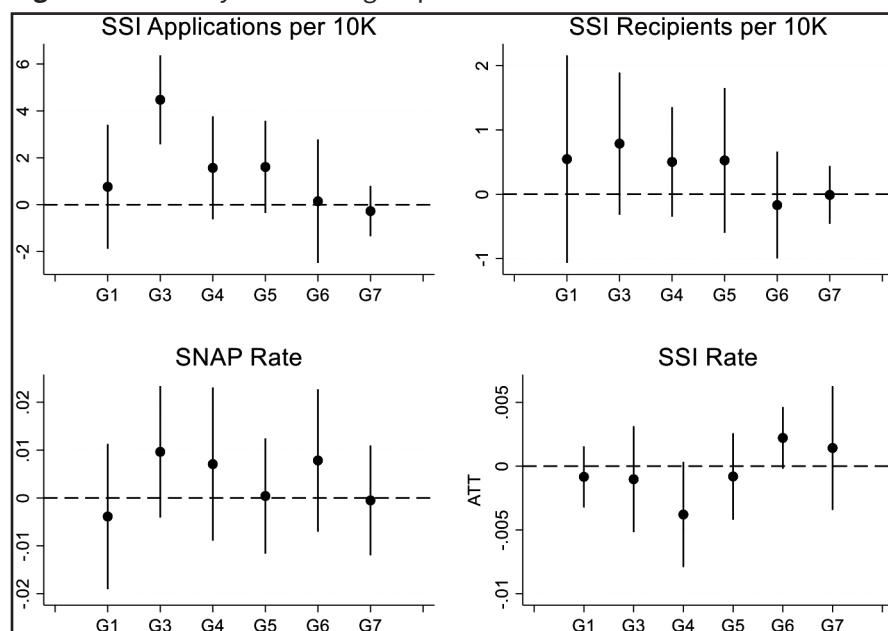 SSI Applications per 10K
6
4
2
0
-2
G1 G3 G4 G5 G6 G7
SSI Recipients per 10K
2
1
0
-1
G1 G3 G4 G5 G6 G7
SNAP Rate
.02
.01
0
-.01
-.02
G1 G3 G4 G5 G6 G7
SSI Rate
.005
0
-.005
-.01
ATT
G1 G3 G4 G5 G6 G7